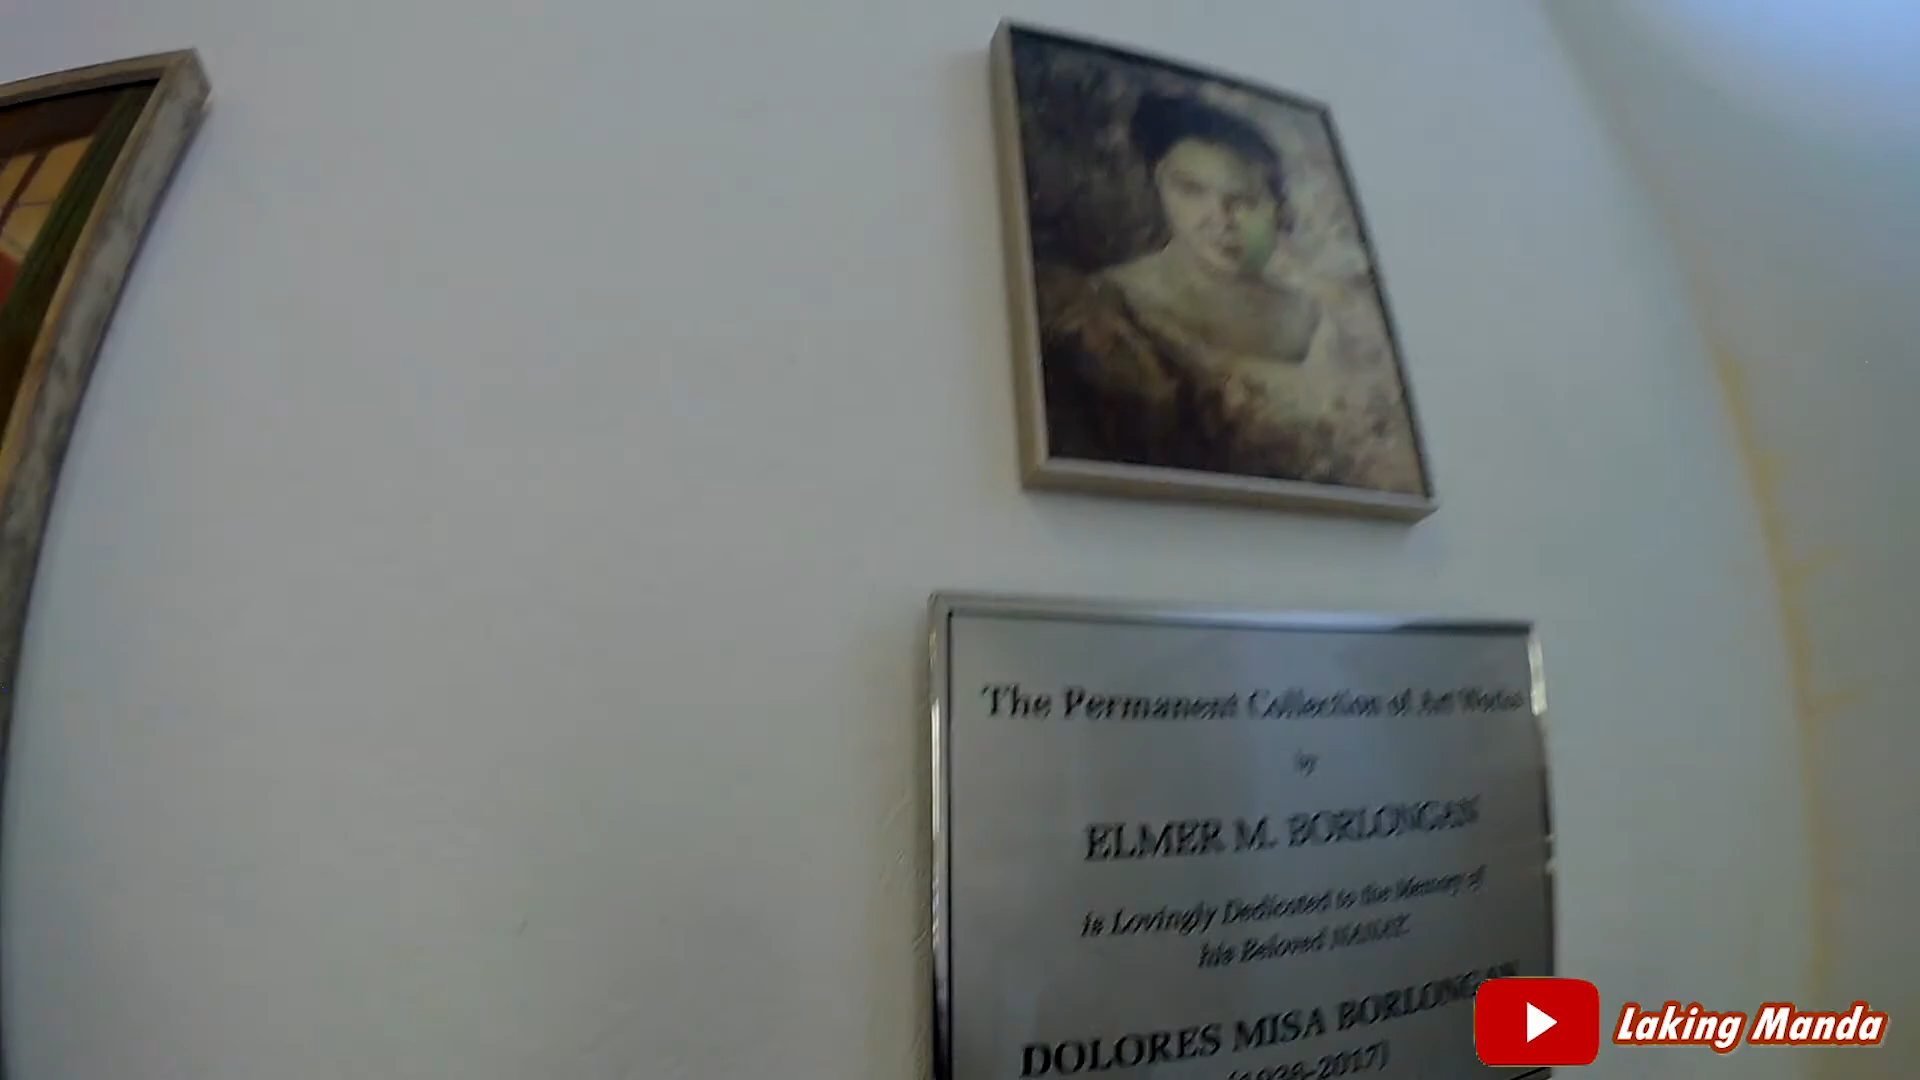 The Permanent Collection of Art Works
by
ELMER M. BORLONGAN
is Lovingly Dedicated to the Memory of
his Beloved NANAY.
DOLORES MISA BORLONGAN
Laking Manda